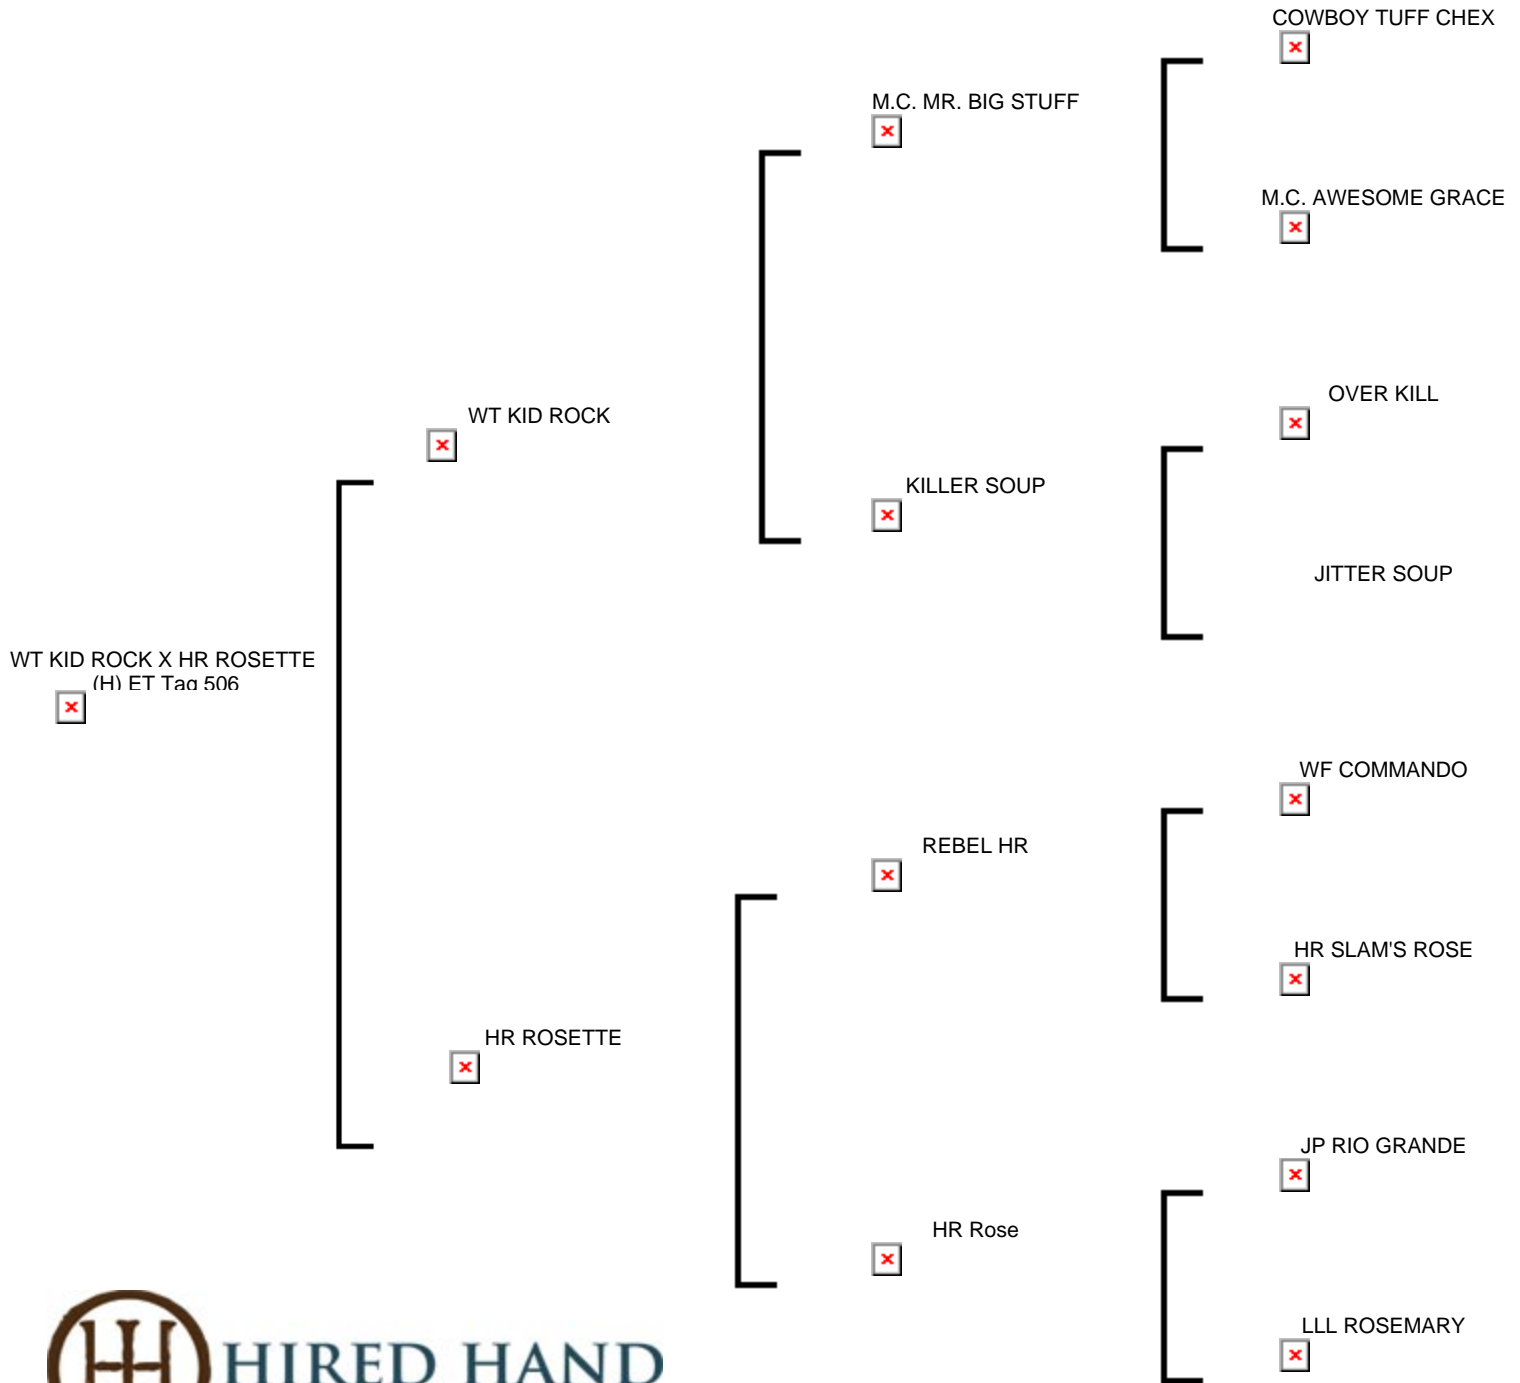 COWBOY TUFF CHEX
M.C. MR. BIG STUFF
M.C. AWESOME GRACE
WT KID ROCK
OVER KILL
KILLER SOUP
JITTER SOUP
WT KID ROCK X HR ROSETTE
(H) ET Tag 506
WF COMMANDO
REBEL HR
HR SLAM'S ROSE
HR ROSETTE
JP RIO GRANDE
HR Rose
LLL ROSEMARY
HIRED HAND